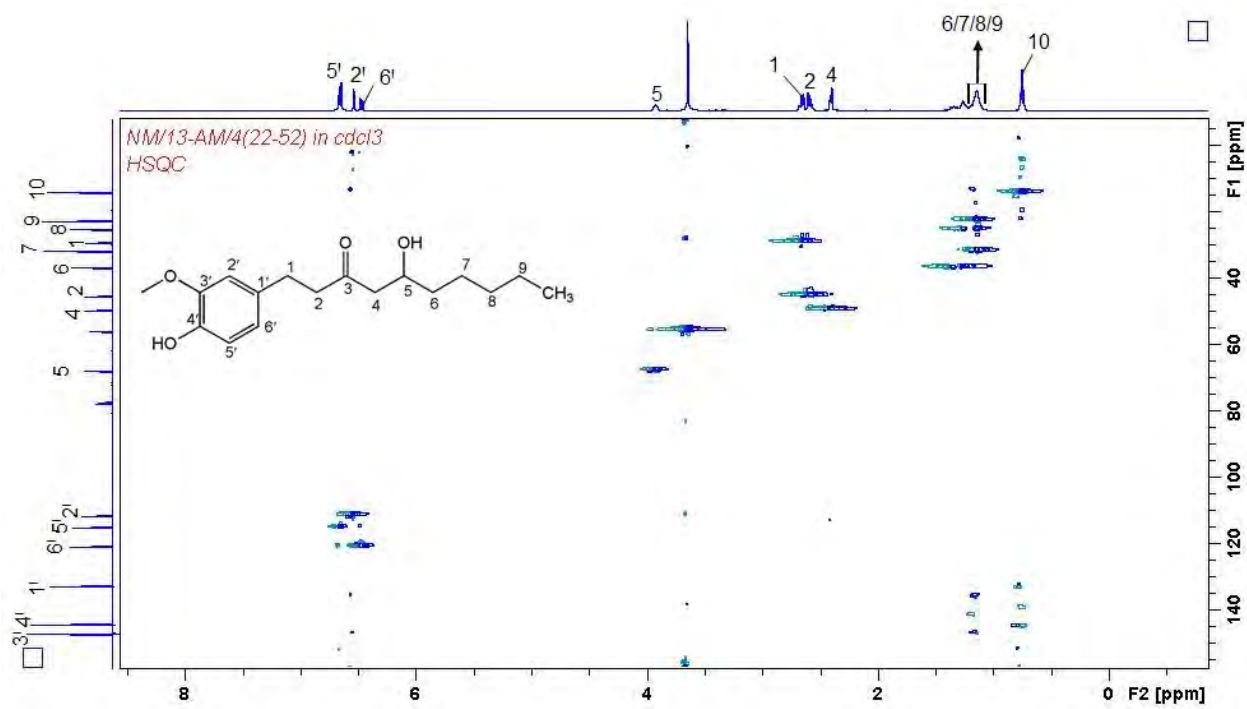 6/7/8/9
10
5' 2' 6' 5 1 2 4
NM/13-AM/4(22-52) in cdcl3
HSQC
10
9
8
1
7
6
2
4
5
2'
5'
6'
1'
4'
3'
O OH
O 3' 2' 1' 1 2 3 4 5 6 7 8 9 CH3
HO 4' 5' 6'
F1 [ppm]
40
60
80
100
120
140
8 6 4 2 0 F2 [ppm]